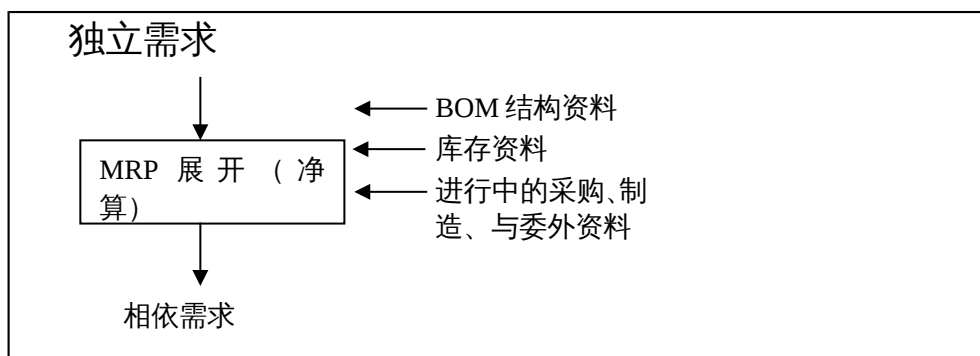 独立需求
BOM 结构资料
库存资料
MRP 展开（净
算）
进行中的采购、制
造、与委外资料
相依需求